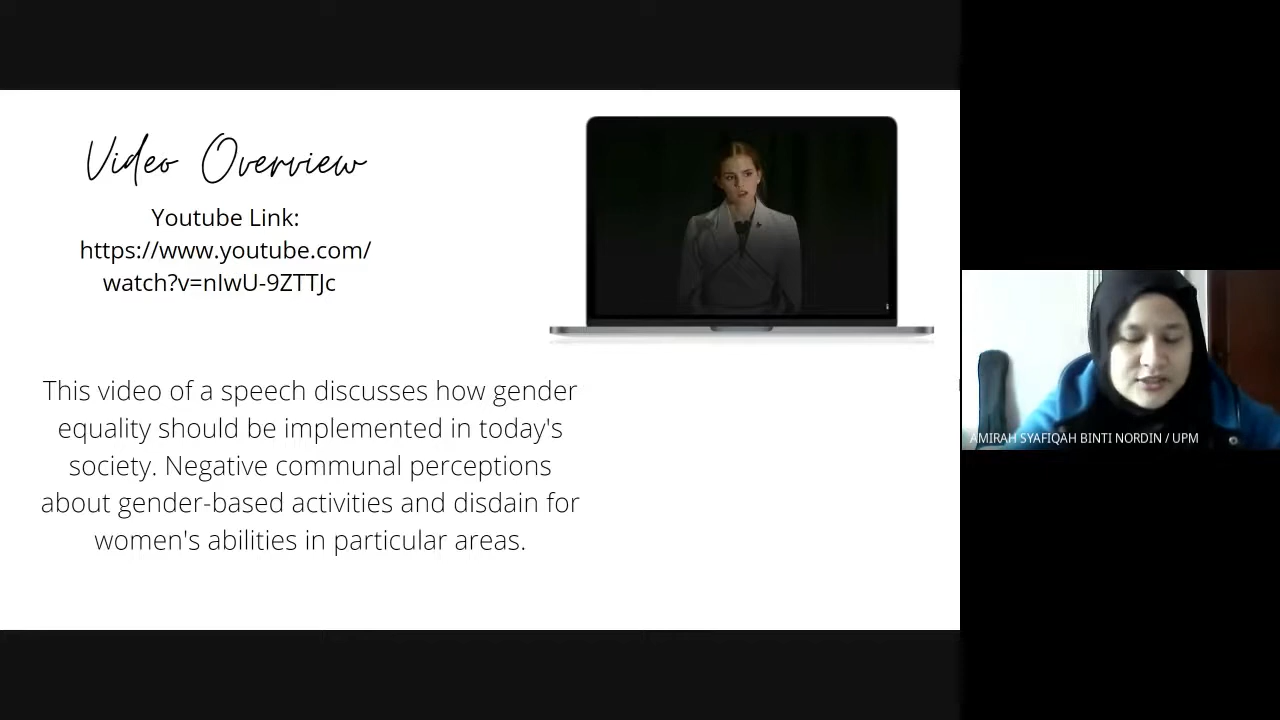 Video Overview
Youtube Link:
https://www.youtube.com/
watch?v=nIwU-9ZTTJc
This video of a speech discusses how gender
equality should be implemented in today's
society. Negative communal perceptions
about gender-based activities and disdain for
women's abilities in particular areas.
AMIRAH SYAFIQAH BINTI NORDIN / UPM